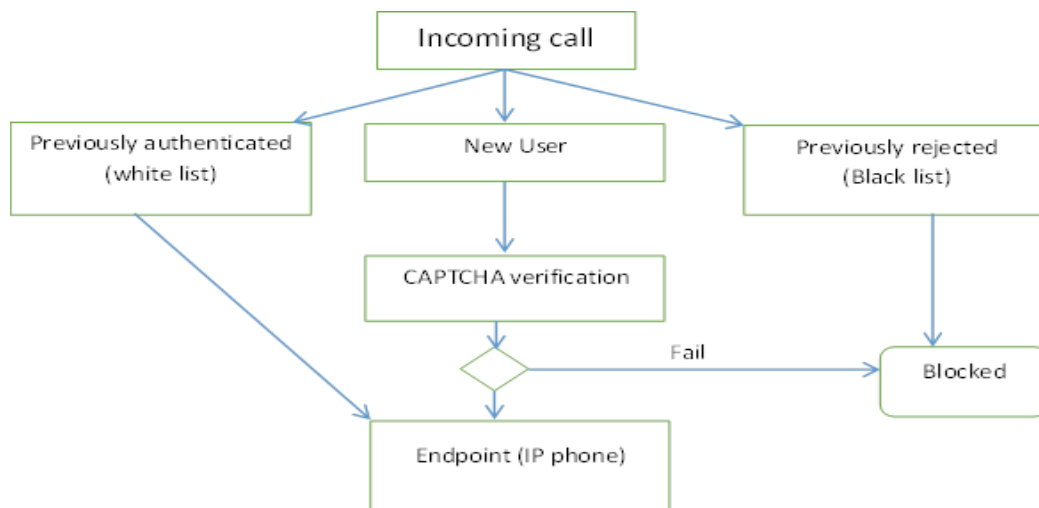 Incoming call
Previously authenticated
(white list)
New User
Previously rejected
(Black list)
CAPTCHA verification
Fail
Blocked
Endpoint (IP phone)